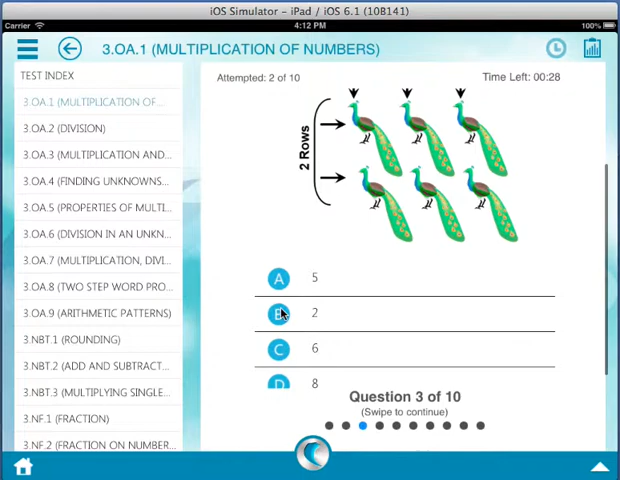 iOS Simulator - iPad / iOS 6.1 (10B141)
Carrier
4:12 PM
100%
3.OA.1 (MULTIPLICATION OF NUMBERS)
TEST INDEX
3.OA.1 (MULTIPLICATION OF...
3.OA.2 (DIVISION)
3.OA.3 (MULTIPLICATION AND...
3.OA.4 (FINDING UNKNOWNS...
3.OA.5 (PROPERTIES OF MULTI...
3.OA.6 (DIVISION IN AN UNKN...
3.OA.7 (MULTIPLICATION, DIVI...
3.OA.8 (TWO STEP WORD PRO...
3.OA.9 (ARITHMETIC PATTERNS)
3.NBT.1 (ROUNDING)
3.NBT.2 (ADD AND SUBTRACT...
3.NBT.3 (MULTIPLYING SINGLE...
3.NF.1 (FRACTION)
3.NF.2 (FRACTION ON NUMBER...
Attempted: 2 of 10
Time Left: 00:28
2 Rows
A 5
B 2
C 6
D 8
Question 3 of 10
(Swipe to continue)